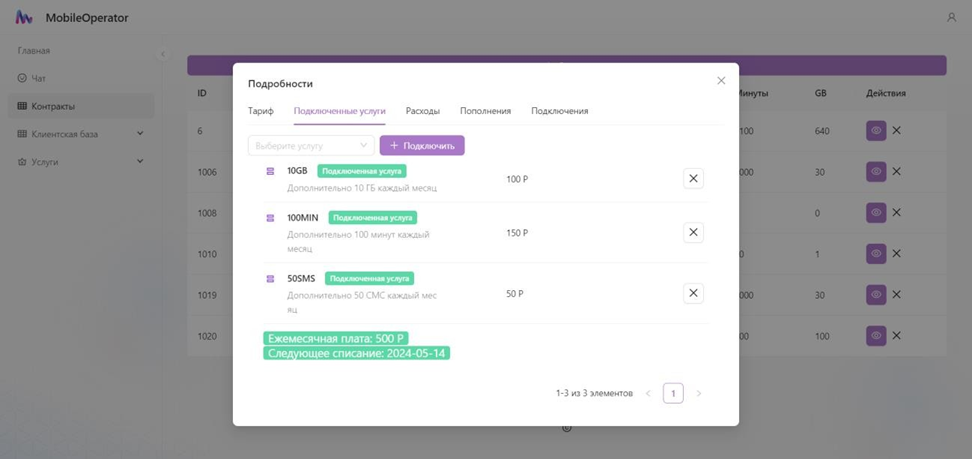 MobileOperator
Главная
Чат
Контракты
Клиентская база
Услуги
ID
Минуты
GB
Действия
6
100
640
1006
000
30
1008
0
1010
0
1
1019
000
30
1020
00
100
Подробности
Тариф
Подключенные услуги
Расходы
Пополнения
Подключения
Выберите услугу
+ Подключить
10GB Подключенная услуга
Дополнительно 10 ГБ каждый месяц
100 Р
100MIN Подключенная услуга
Дополнительно 100 минут каждый
месяц
150 Р
50SMS Подключенная услуга
Дополнительно 50 СМС каждый мес
яц
50 Р
Ежемесячная плата: 500 Р
Следующее списание: 2024-05-14
1-3 из 3 элементов
1